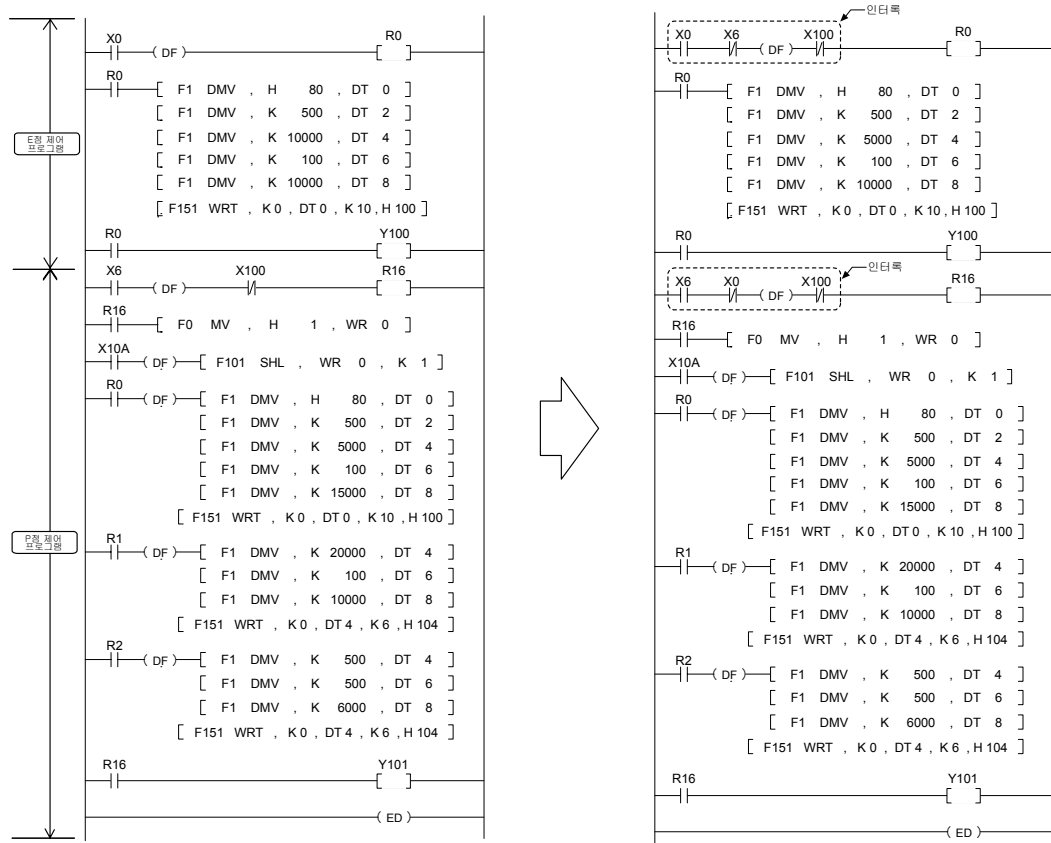 X0
( DF )
R0
R0
[ F1 DMV , H 80 , DT 0 ]
[ F1 DMV , K 500 , DT 2 ]
[ F1 DMV , K 10000 , DT 4 ]
[ F1 DMV , K 100 , DT 6 ]
[ F1 DMV , K 10000 , DT 8 ]
[ F151 WRT , K 0 , DT 0 , K 10 , H 100 ]
R0
Y100
E점 제어
프로그램
X6
( DF )
X100
R16
R16
[ F0 MV , H 1 , WR 0 ]
X10A
( DF )
[ F101 SHL , WR 0 , K 1 ]
R0
( DF )
[ F1 DMV , H 80 , DT 0 ]
[ F1 DMV , K 500 , DT 2 ]
[ F1 DMV , K 5000 , DT 4 ]
[ F1 DMV , K 100 , DT 6 ]
[ F1 DMV , K 15000 , DT 8 ]
[ F151 WRT , K 0 , DT 0 , K 10 , H 100 ]
R1
( DF )
[ F1 DMV , K 20000 , DT 4 ]
[ F1 DMV , K 100 , DT 6 ]
[ F1 DMV , K 10000 , DT 8 ]
[ F151 WRT , K 0 , DT 4 , K 6 , H 104 ]
R2
( DF )
[ F1 DMV , K 500 , DT 4 ]
[ F1 DMV , K 500 , DT 6 ]
[ F1 DMV , K 6000 , DT 8 ]
[ F151 WRT , K 0 , DT 4 , K 6 , H 104 ]
R16
Y101
( ED )
P점 제어
프로그램
인터록
X0
X6
( DF )
X100
R0
R0
[ F1 DMV , H 80 , DT 0 ]
[ F1 DMV , K 500 , DT 2 ]
[ F1 DMV , K 5000 , DT 4 ]
[ F1 DMV , K 100 , DT 6 ]
[ F1 DMV , K 10000 , DT 8 ]
[ F151 WRT , K 0 , DT 0 , K 10 , H 100 ]
R0
Y100
인터록
X6
X0
( DF )
X100
R16
R16
[ F0 MV , H 1 , WR 0 ]
X10A
( DF )
[ F101 SHL , WR 0 , K 1 ]
R0
( DF )
[ F1 DMV , H 80 , DT 0 ]
[ F1 DMV , K 500 , DT 2 ]
[ F1 DMV , K 5000 , DT 4 ]
[ F1 DMV , K 100 , DT 6 ]
[ F1 DMV , K 15000 , DT 8 ]
[ F151 WRT , K 0 , DT 0 , K 10 , H 100 ]
R1
( DF )
[ F1 DMV , K 20000 , DT 4 ]
[ F1 DMV , K 100 , DT 6 ]
[ F1 DMV , K 10000 , DT 8 ]
[ F151 WRT , K 0 , DT 4 , K 6 , H 104 ]
R2
( DF )
[ F1 DMV , K 500 , DT 4 ]
[ F1 DMV , K 500 , DT 6 ]
[ F1 DMV , K 6000 , DT 8 ]
[ F151 WRT , K 0 , DT 4 , K 6 , H 104 ]
R16
Y101
( ED )